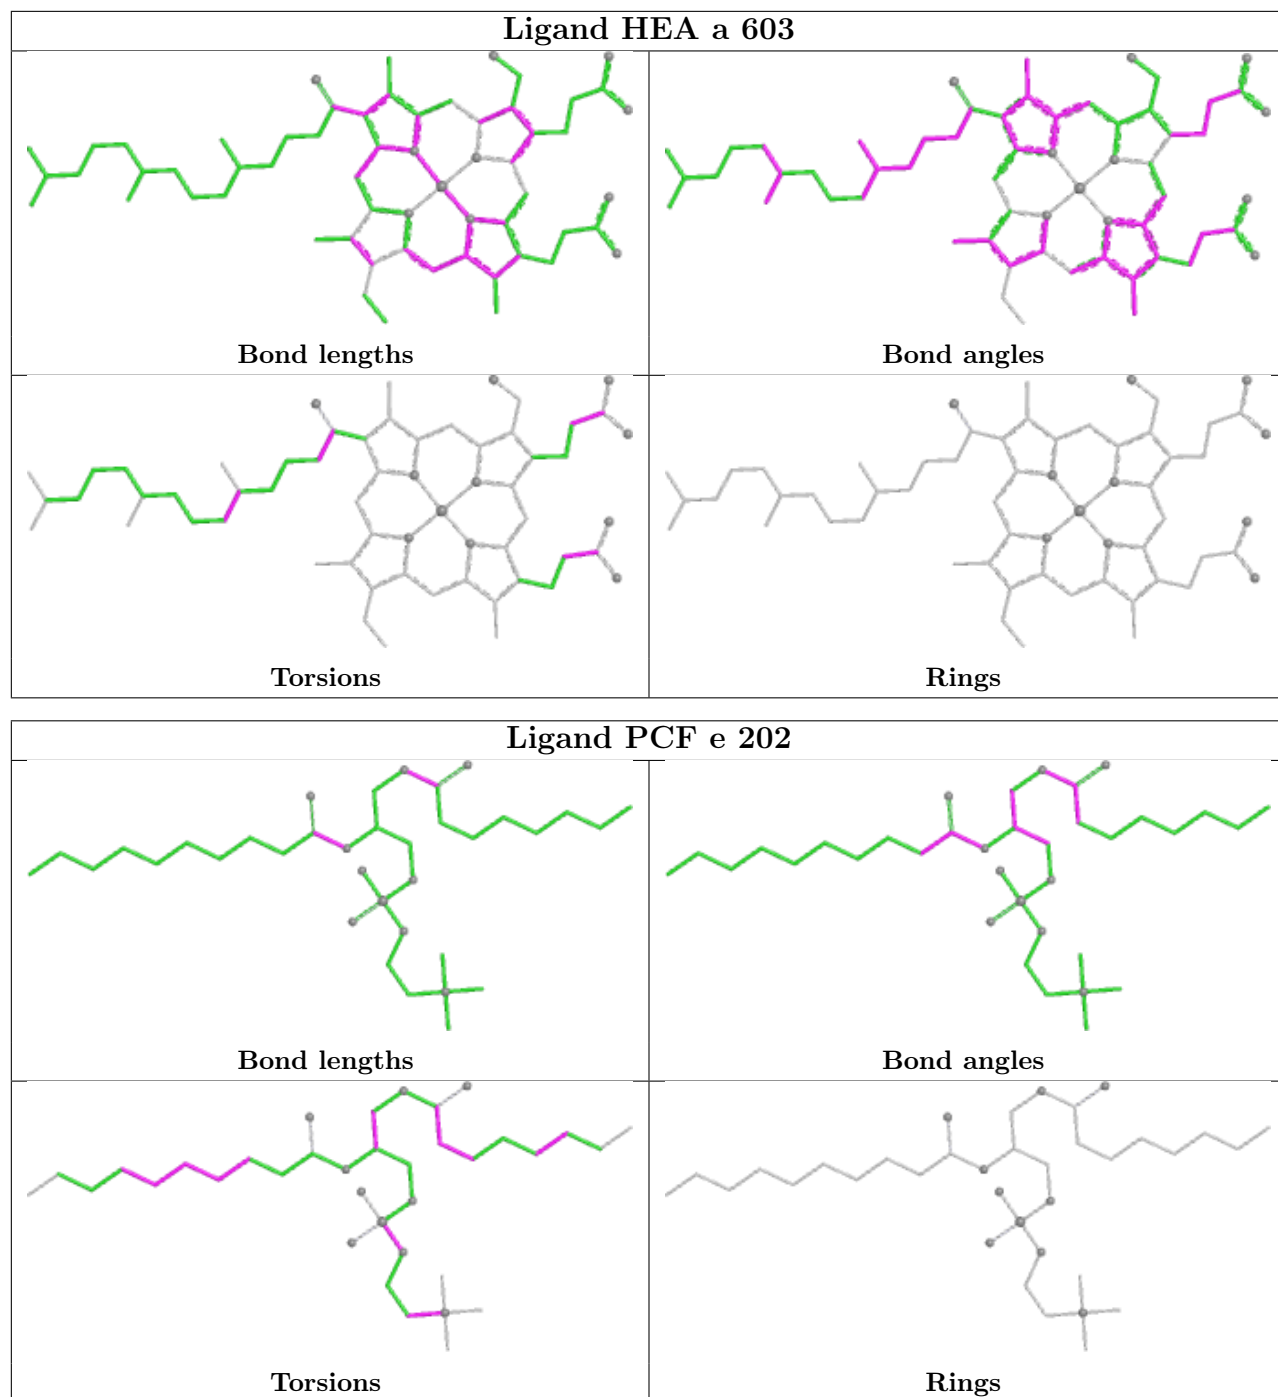 Ligand HEA a 603
Bond lengths
Bond angles
Torsions
Rings
Ligand PCF e 202
Bond lengths
Bond angles
Torsions
Rings